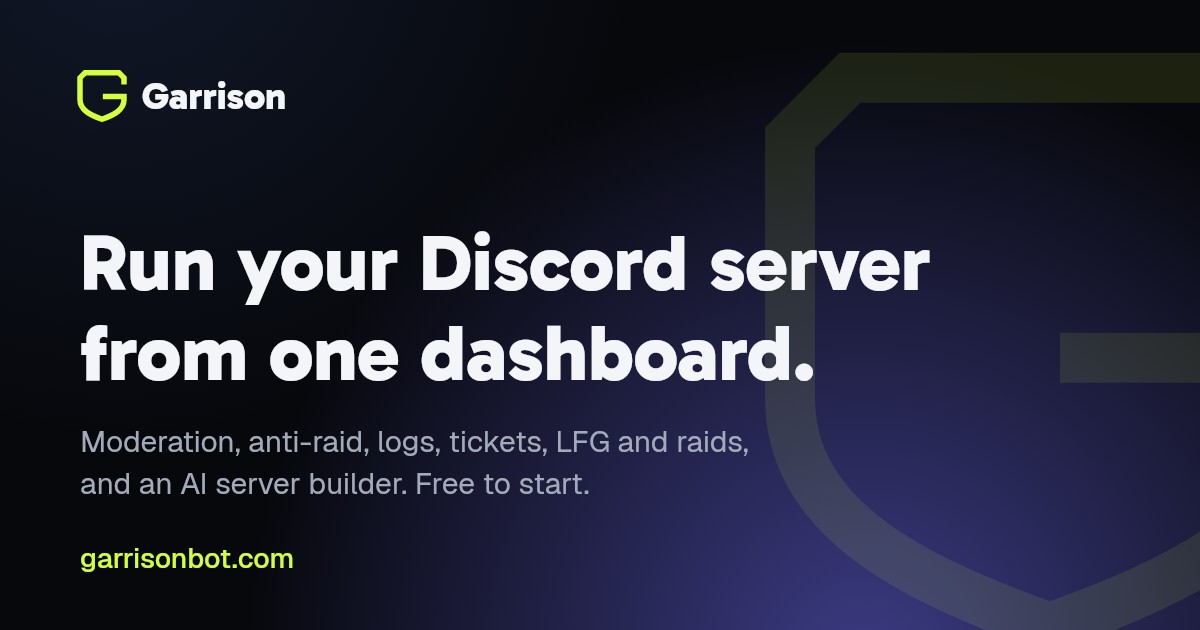 Garrison
Run your Discord server
from one dashboard.
Moderation, anti-raid, logs, tickets, LFG and raids,
and an AI server builder. Free to start.
garrisonbot.com